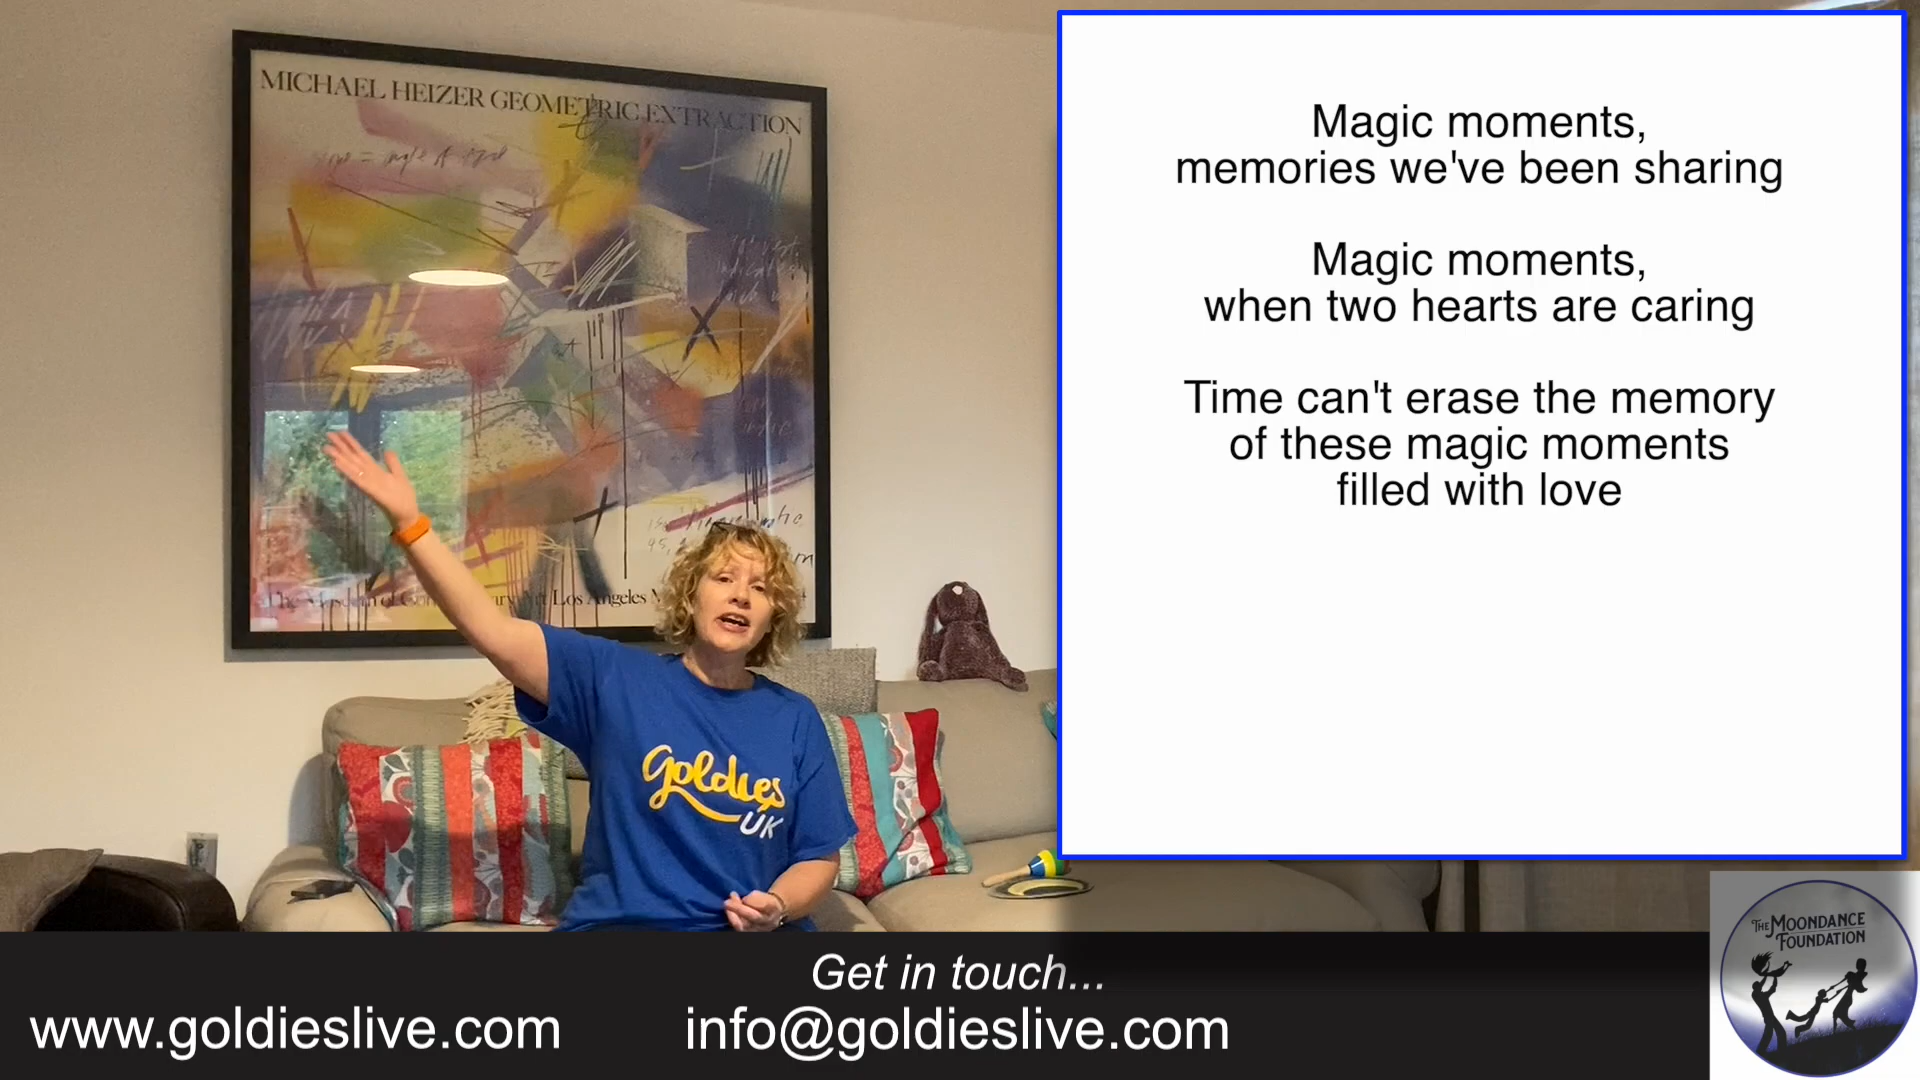 MICHAEL HEIZER GEOMETRIC EXTRACTION
Los Angeles
Goldies
UK
Magic moments,
memories we've been sharing
Magic moments,
when two hearts are caring
Time can't erase the memory
of these magic moments
filled with love
THE MOONDANCE
FOUNDATION
Get in touch...
www.goldieslive.com
info@goldieslive.com